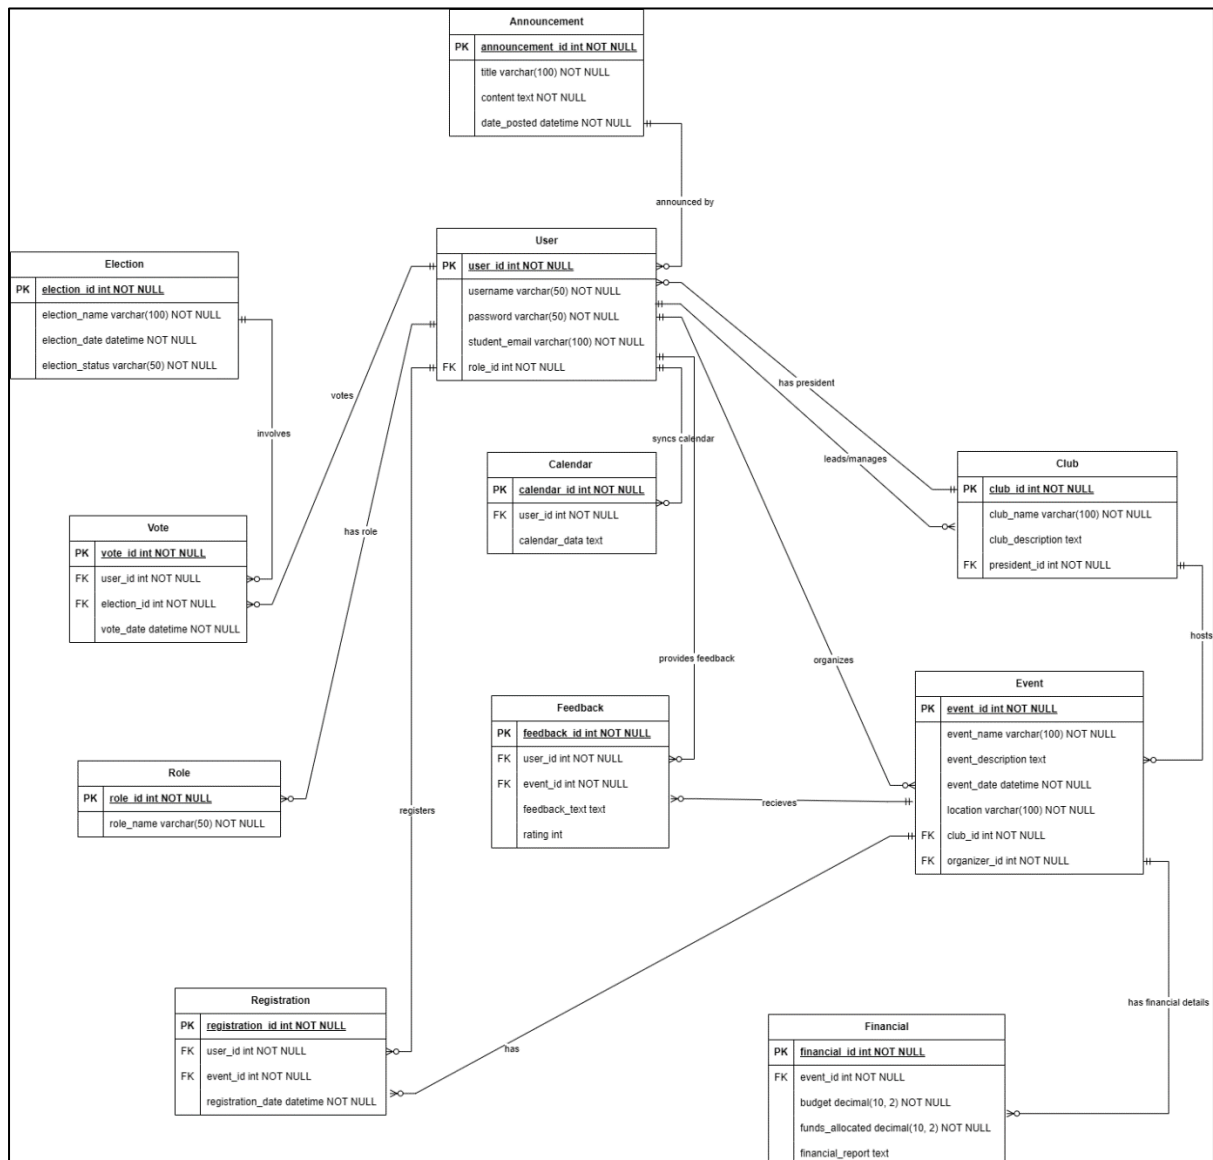 Announcement
PK announcement_id int NOT NULL
title varchar(100) NOT NULL
content text NOT NULL
date_posted datetime NOT NULL
announced by
User
PK user_id int NOT NULL
username varchar(50) NOT NULL
password varchar(50) NOT NULL
student_email varchar(100) NOT NULL
FK role_id int NOT NULL
Election
PK election_id int NOT NULL
election_name varchar(100) NOT NULL
election_date datetime NOT NULL
election_status varchar(50) NOT NULL
has president
votes
involves
syncs calendar
leads/manages
Calendar
PK calendar_id int NOT NULL
FK user_id int NOT NULL
calendar_data text
Club
PK club_id int NOT NULL
club_name varchar(100) NOT NULL
club_description text
FK president_id int NOT NULL
Vote
PK vote_id int NOT NULL
FK user_id int NOT NULL
FK election_id int NOT NULL
vote_date datetime NOT NULL
has role
hosts
provides feedback
organizes
Event
PK event_id int NOT NULL
event_name varchar(100) NOT NULL
event_description text
event_date datetime NOT NULL
location varchar(100) NOT NULL
FK club_id int NOT NULL
FK organizer_id int NOT NULL
Feedback
PK feedback_id int NOT NULL
FK user_id int NOT NULL
FK event_id int NOT NULL
feedback_text text
rating int
recieves
Role
PK role_id int NOT NULL
role_name varchar(50) NOT NULL
registers
Registration
PK registration_id int NOT NULL
FK user_id int NOT NULL
FK event_id int NOT NULL
registration_date datetime NOT NULL
has
has financial details
Financial
PK financial_id int NOT NULL
FK event_id int NOT NULL
budget decimal(10, 2) NOT NULL
funds_allocated decimal(10, 2) NOT NULL
financial_report text